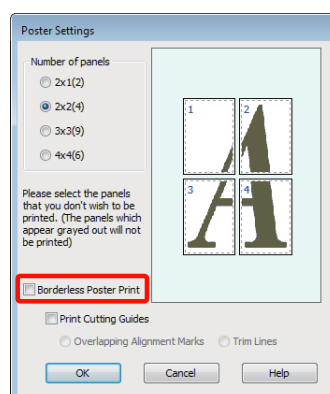 Poster Settings
Number of panels
2x1(2)
2x2(4)
3x3(9)
4x4(6)
Please select the panels
that you don't wish to be
printed. (The panels which
appear grayed out will not
be printed)
1 2
3 4
A
Borderless Poster Print
Print Cutting Guides
Overlapping Alignment Marks Trim Lines
OK Cancel Help